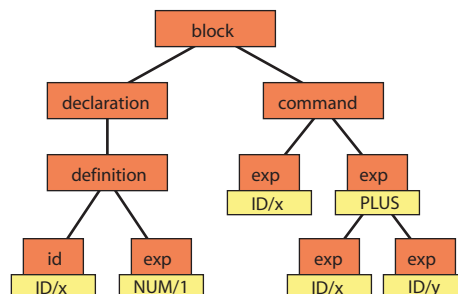 block
declaration command
definition exp exp
ID/x PLUS
id exp exp exp
ID/x NUM/1 ID/x ID/y